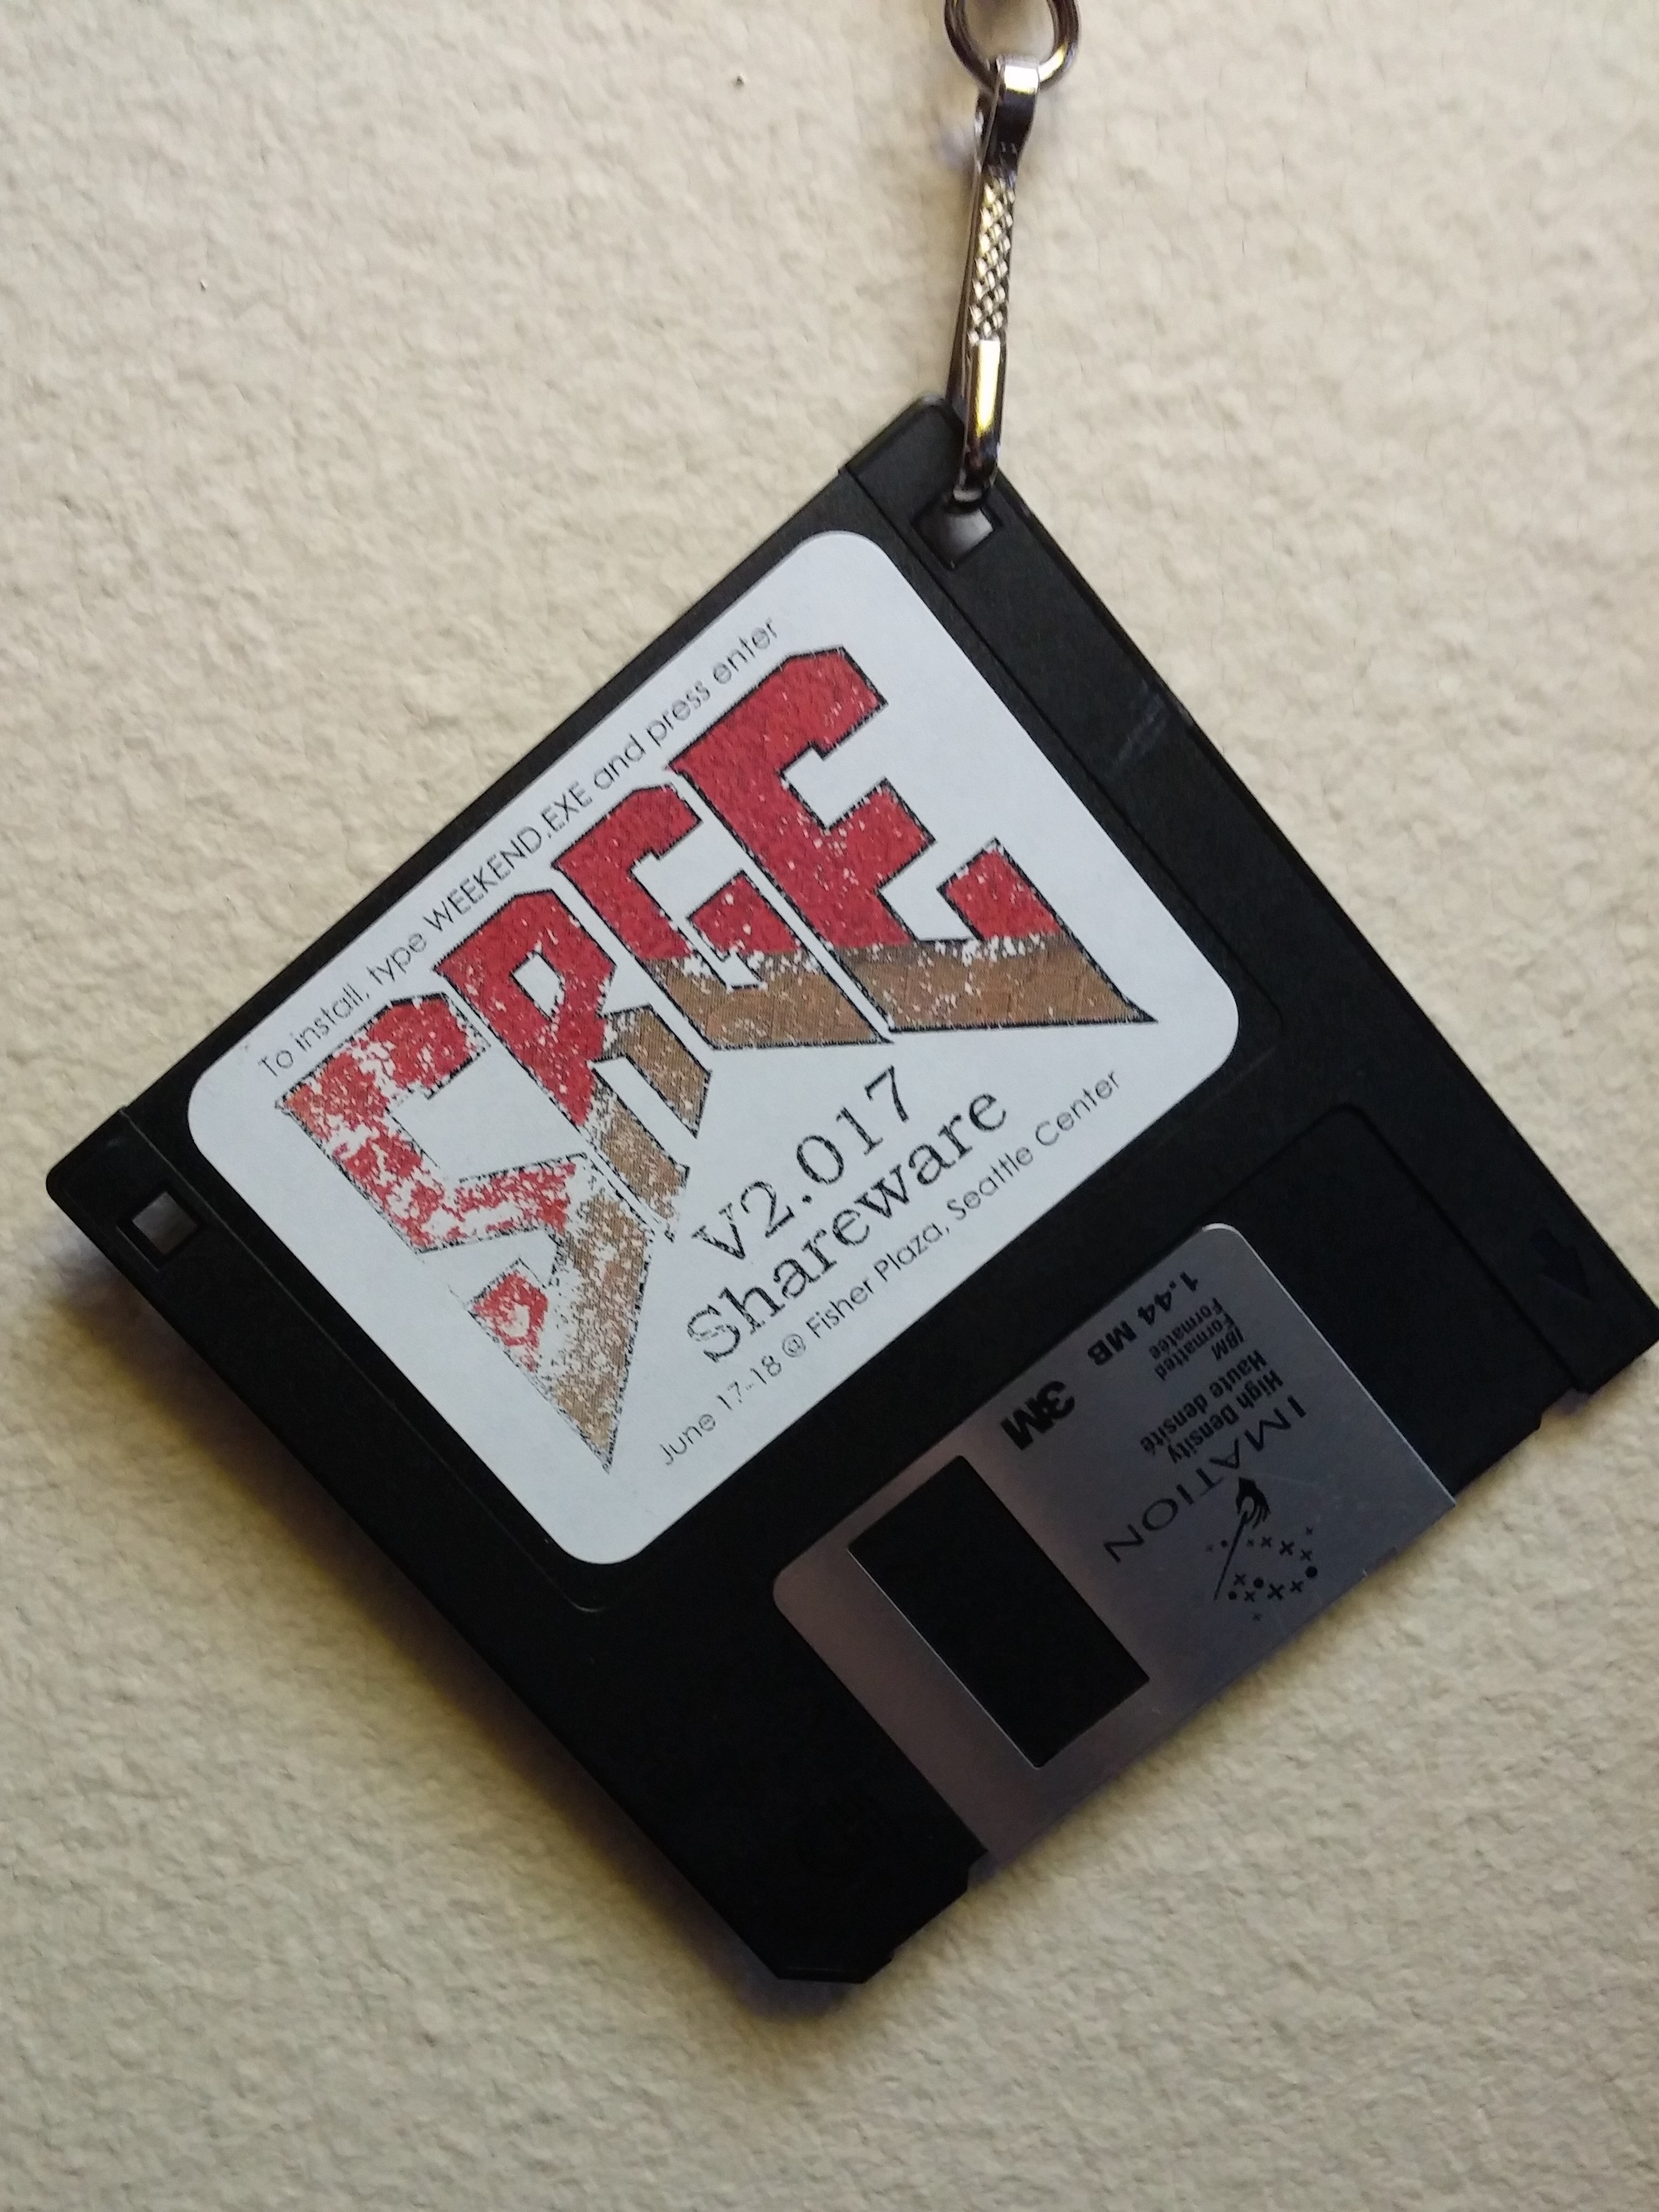 To install, type WEEKEND.EXE and press enter
SRGE
v2.017
Shareware
June 17-18 @ Fisher Plaza, Seattle Center
IMATION
High Density
Haute densité
IBM
Formatted
Formatée
1.44 MB
3M